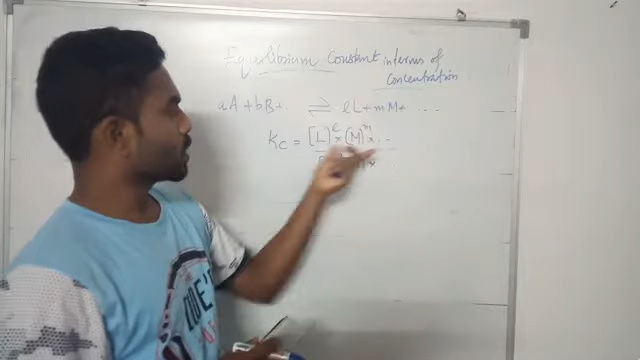 Equilibrium Constant interms of
Concentration
aA + bB + ⇌ lL + mM + ...
Kc = [L]^l x (M)^m x ...
x